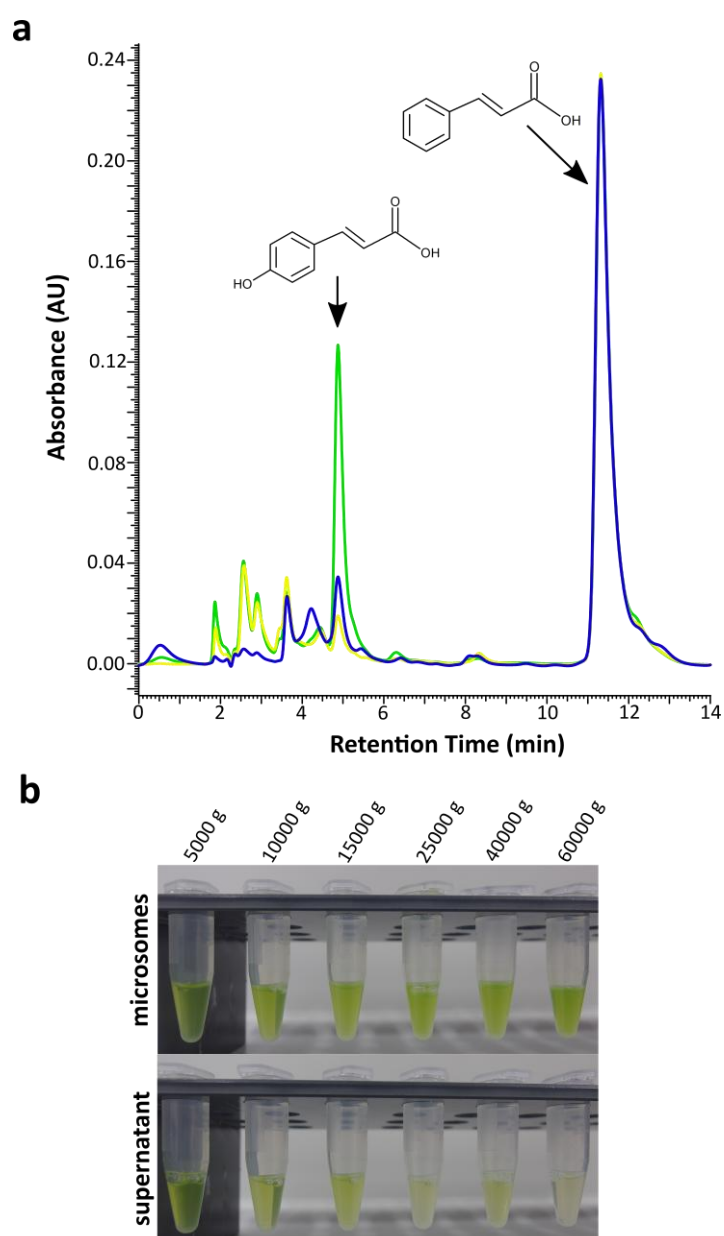 a
0.24
0.20
0.16
0.12
0.08
0.04
0.00
Absorbance (AU)
O
OH
O
HO
OH
0 2 4 6 8 10 12 14
Retention Time (min)
b
5000 g 10000 g 15000 g 25000 g 40000 g 60000 g
microsomes
supernatant